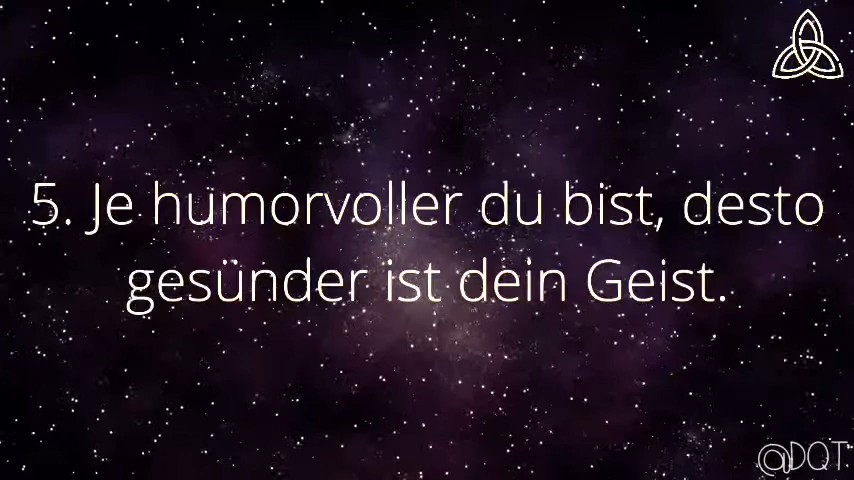 5. Je humorvoller du bist, desto
gesünder ist dein Geist.
@DQT